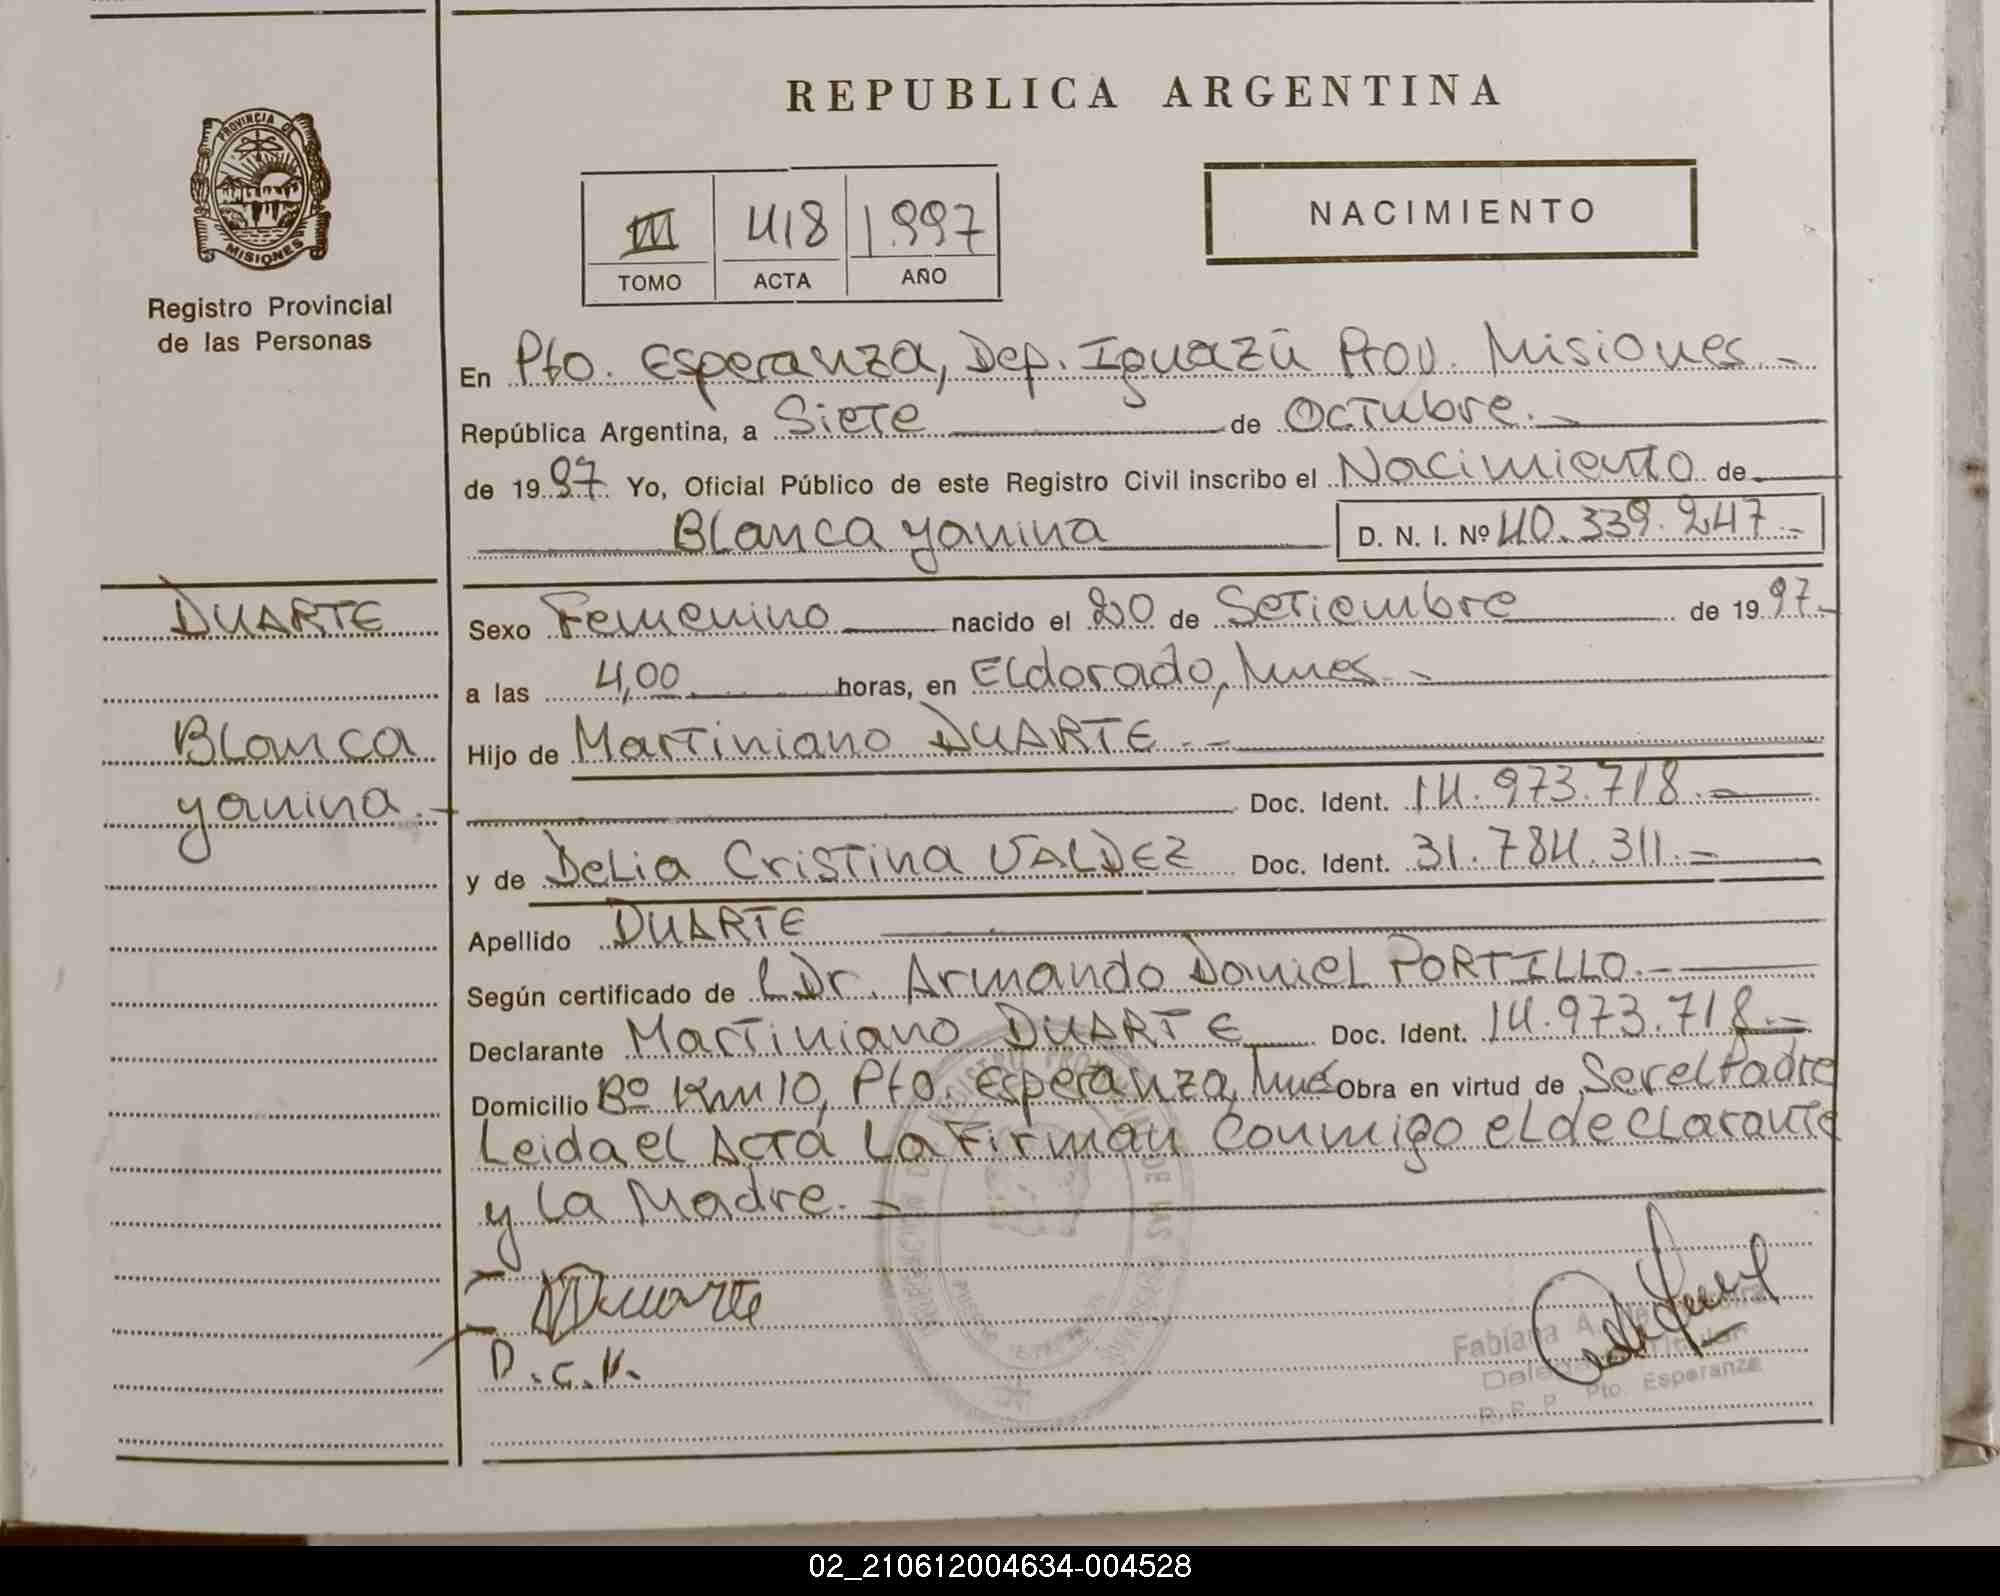 REPUBLICA ARGENTINA
PROVINCIA DE
MISIONES
Registro Provincial
de las Personas
III 418 1.997
TOMO ACTA AÑO
NACIMIENTO
En Pto. Esperanza, Dep. Iguazú Prov. Misiones.-
República Argentina, a Siete de Octubre.-
de 1997 Yo, Oficial Público de este Registro Civil inscribo el Nacimiento de
Blanca yanina D. N. I. Nº 40.339.247.-
DUARTE
Blanca
yanina.-
Sexo Femenino nacido el 20 de Setiembre de 1997.-
a las 4,00 horas, en Eldorado, Mnes.-
Hijo de Martiniano DUARTE.-
Doc. Ident. 14.973.718.-
y de Delia Cristina VALDEZ Doc. Ident. 31.784.311.-
Apellido DUARTE
Según certificado de l Dr. Armando Daniel PORTILLO.-
Declarante Martiniano DUARTE Doc. Ident. 14.973.718.-
Domicilio Bº Km 10, Pto. Esperanza, Mnes Obra en virtud de Ser el Padre
Leida el Acta La Firman Conmigo el declarante
y La Madre.-
Duarte
D.C.V.
Fabiana A.
Pto. Esperanza
02_210612004634-004528